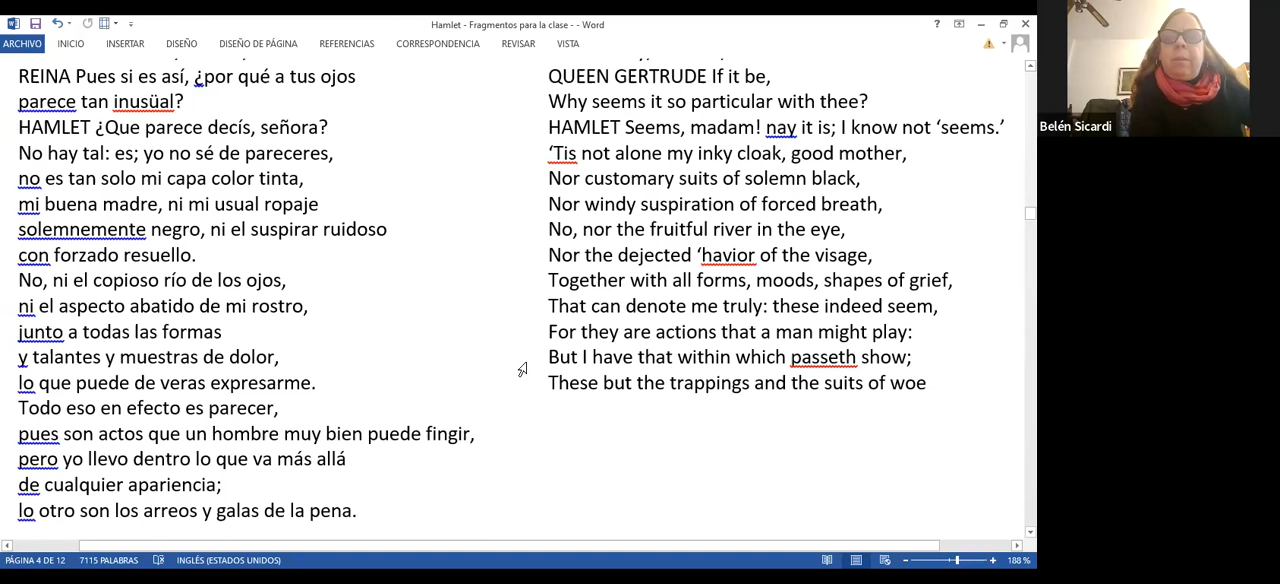 Hamlet - Fragmentos para la clase - - Word
ARCHIVO INICIO INSERTAR DISEÑO DISEÑO DE PÁGINA REFERENCIAS CORRESPONDENCIA REVISAR VISTA
REINA Pues si es así, ¿por qué a tus ojos
parece tan inusüal?
HAMLET ¿Que parece decís, señora?
No hay tal: es; yo no sé de pareceres,
no es tan solo mi capa color tinta,
mi buena madre, ni mi usual ropaje
solemnemente negro, ni el suspirar ruidoso
con forzado resuello.
No, ni el copioso río de los ojos,
ni el aspecto abatido de mi rostro,
junto a todas las formas
y talantes y muestras de dolor,
lo que puede de veras expresarme.
Todo eso en efecto es parecer,
pues son actos que un hombre muy bien puede fingir,
pero yo llevo dentro lo que va más allá
de cualquier apariencia;
lo otro son los arreos y galas de la pena.
QUEEN GERTRUDE If it be,
Why seems it so particular with thee?
HAMLET Seems, madam! nay it is; I know not ‘seems.’
‘Tis not alone my inky cloak, good mother,
Nor customary suits of solemn black,
Nor windy suspiration of forced breath,
No, nor the fruitful river in the eye,
Nor the dejected ‘havior of the visage,
Together with all forms, moods, shapes of grief,
That can denote me truly: these indeed seem,
For they are actions that a man might play:
But I have that within which passeth show;
These but the trappings and the suits of woe
Belén Sicardi
PÁGINA 4 DE 12 7115 PALABRAS INGLÉS (ESTADOS UNIDOS) 188 %